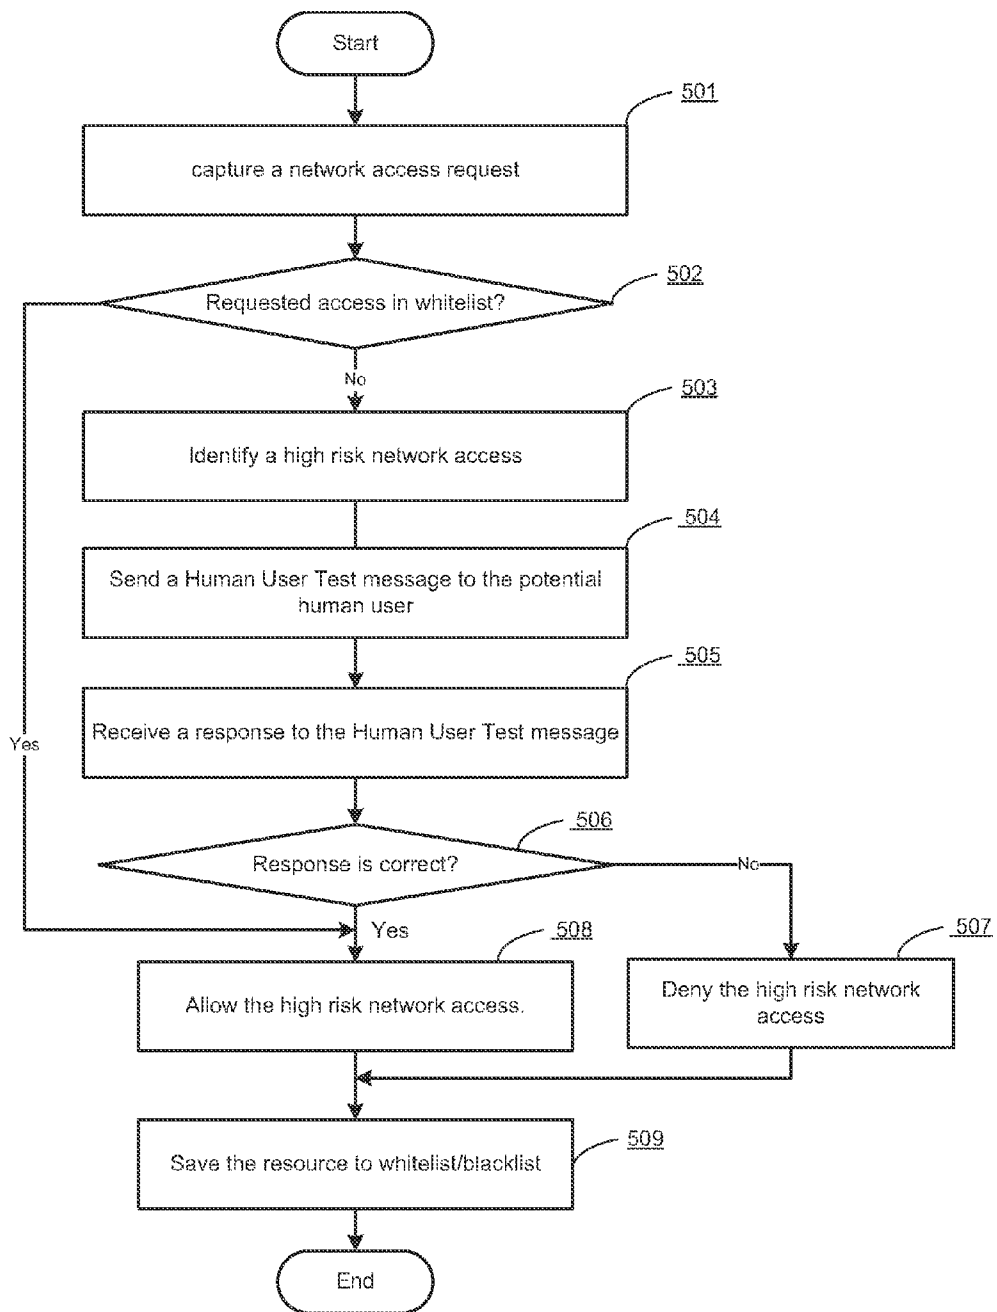 Start
501
capture a network access request
502
Requested access in whitelist?
No
503
Identify a high risk network access
504
Send a Human User Test message to the potential
human user
505
Receive a response to the Human User Test message
Yes
506
Response is correct?
No
Yes
508
507
Allow the high risk network access.
Deny the high risk network
access
509
Save the resource to whitelist/blacklist
End